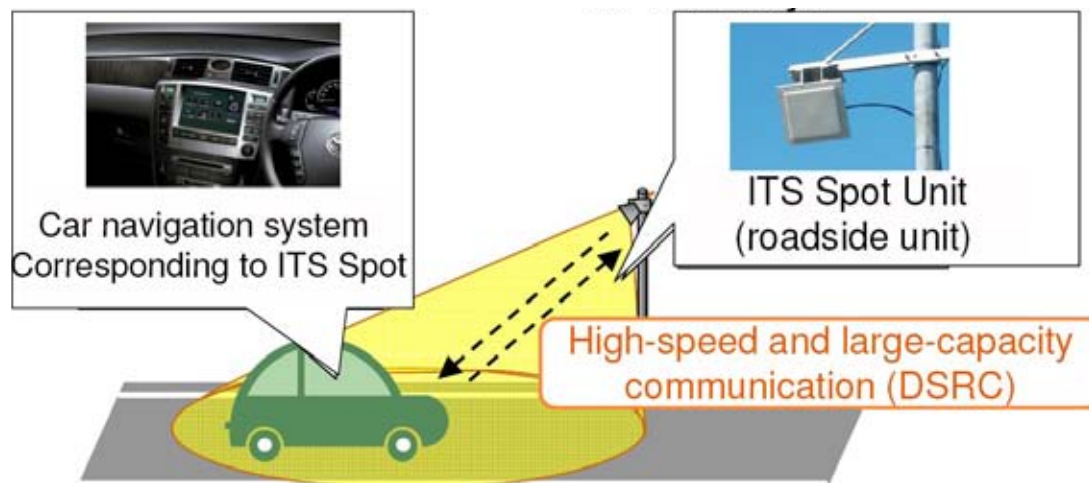 Car navigation system
Corresponding to ITS Spot
ITS Spot Unit
(roadside unit)
High-speed and large-capacity
communication (DSRC)